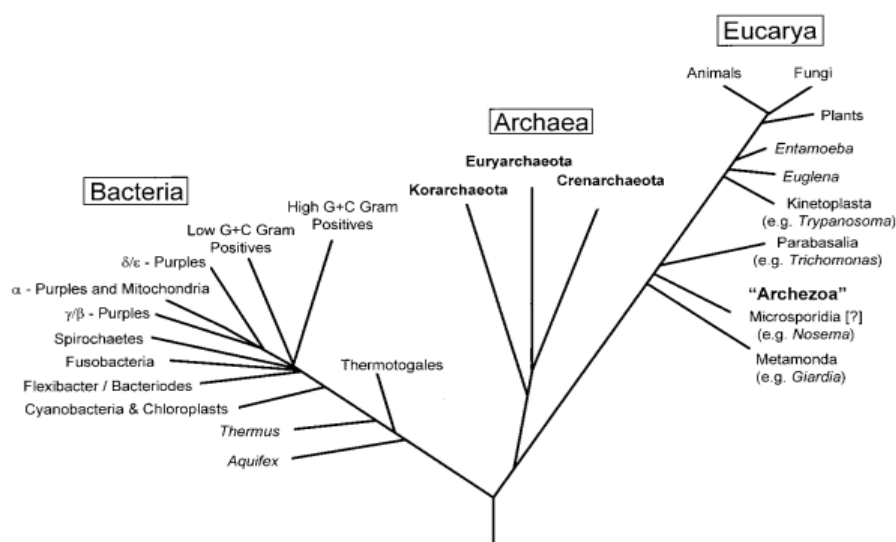 Eucarya
Animals
Fungi
Plants
Entamoeba
Euglena
Kinetoplasta
(e.g. Trypanosoma)
Parabasalia
(e.g. Trichomonas)
“Archezoa”
Microsporidia [?]
(e.g. Nosema)
Metamonda
(e.g. Giardia)
Archaea
Euryarchaeota
Korarchaeota
Crenarchaeota
Bacteria
High G+C Gram
Positives
Low G+C Gram
Positives
δ/ε - Purples
α - Purples and Mitochondria
γ/β - Purples
Spirochaetes
Fusobacteria
Flexibacter / Bacteriodes
Cyanobacteria & Chloroplasts
Thermotogales
Thermus
Aquifex